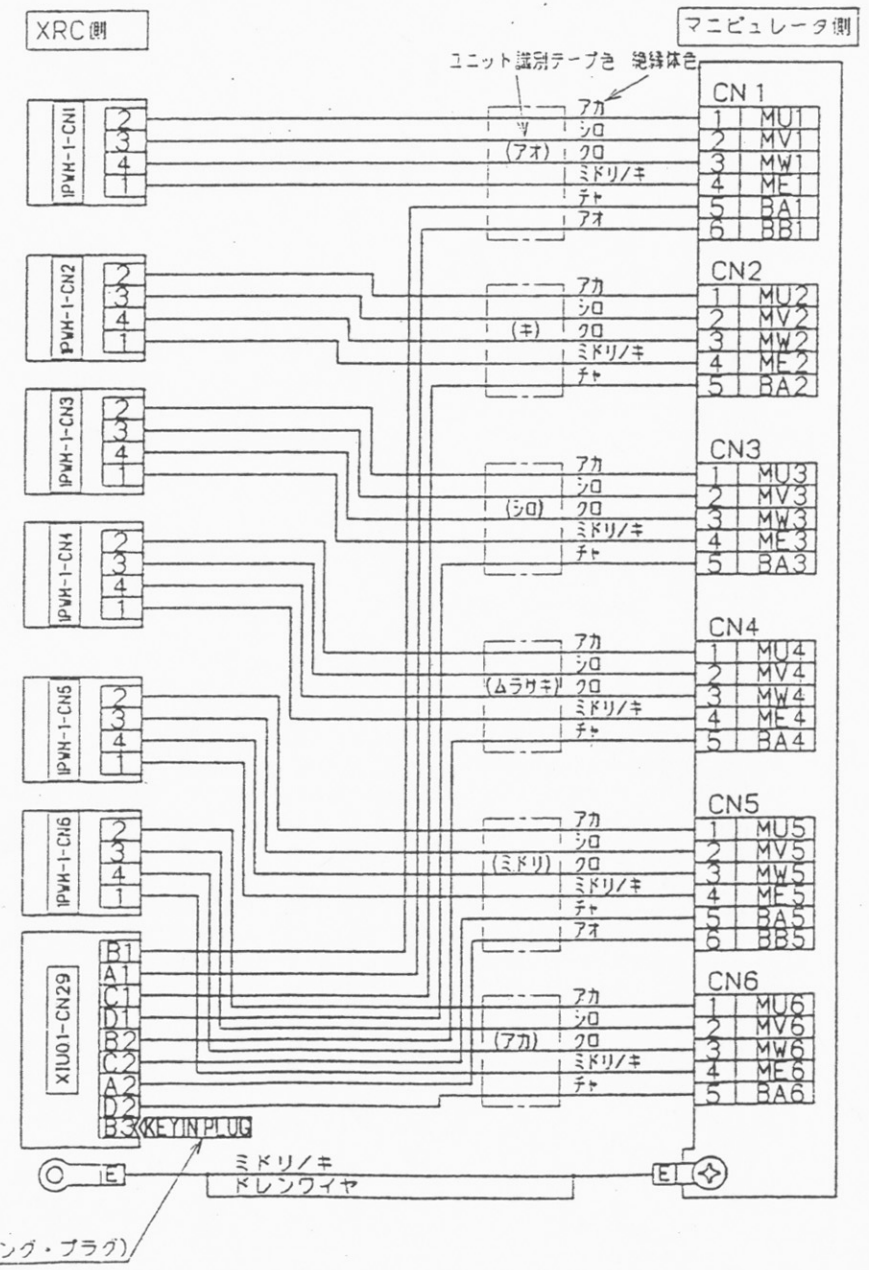 XRC側
マニピュレータ側
ユニット識別テープ色 絶縁体色
1PWH-1-CN1
2
3
4
1
(アオ)
アカ
シロ
クロ
ミドリ/キ
チャ
アオ
CN1
1 MU1
2 MV1
3 MW1
4 ME1
5 BA1
6 BB1
1PWH-1-CN2
2
3
4
1
(キ)
アカ
シロ
クロ
ミドリ/キ
チャ
CN2
1 MU2
2 MV2
3 MW2
4 ME2
5 BA2
1PWH-1-CN3
2
3
4
1
(シロ)
アカ
シロ
クロ
ミドリ/キ
チャ
CN3
1 MU3
2 MV3
3 MW3
4 ME3
5 BA3
1PWH-1-CN4
2
3
4
1
(ムラサキ)
アカ
シロ
クロ
ミドリ/キ
チャ
CN4
1 MU4
2 MV4
3 MW4
4 ME4
5 BA4
1PWH-1-CN5
2
3
4
1
(ミドリ)
アカ
シロ
クロ
ミドリ/キ
チャ
アオ
CN5
1 MU5
2 MV5
3 MW5
4 ME5
5 BA5
6 BB5
1PWH-1-CN6
2
3
4
1
(アカ)
アカ
シロ
クロ
ミドリ/キ
チャ
CN6
1 MU6
2 MV6
3 MW6
4 ME6
5 BA6
XIU01-CN29
B1
A1
C1
D1
B2
C2
A2
D2
B3 KEYIN PLUG
E ミドリ/キ E
ドレンワイヤ
ング・プラグ)